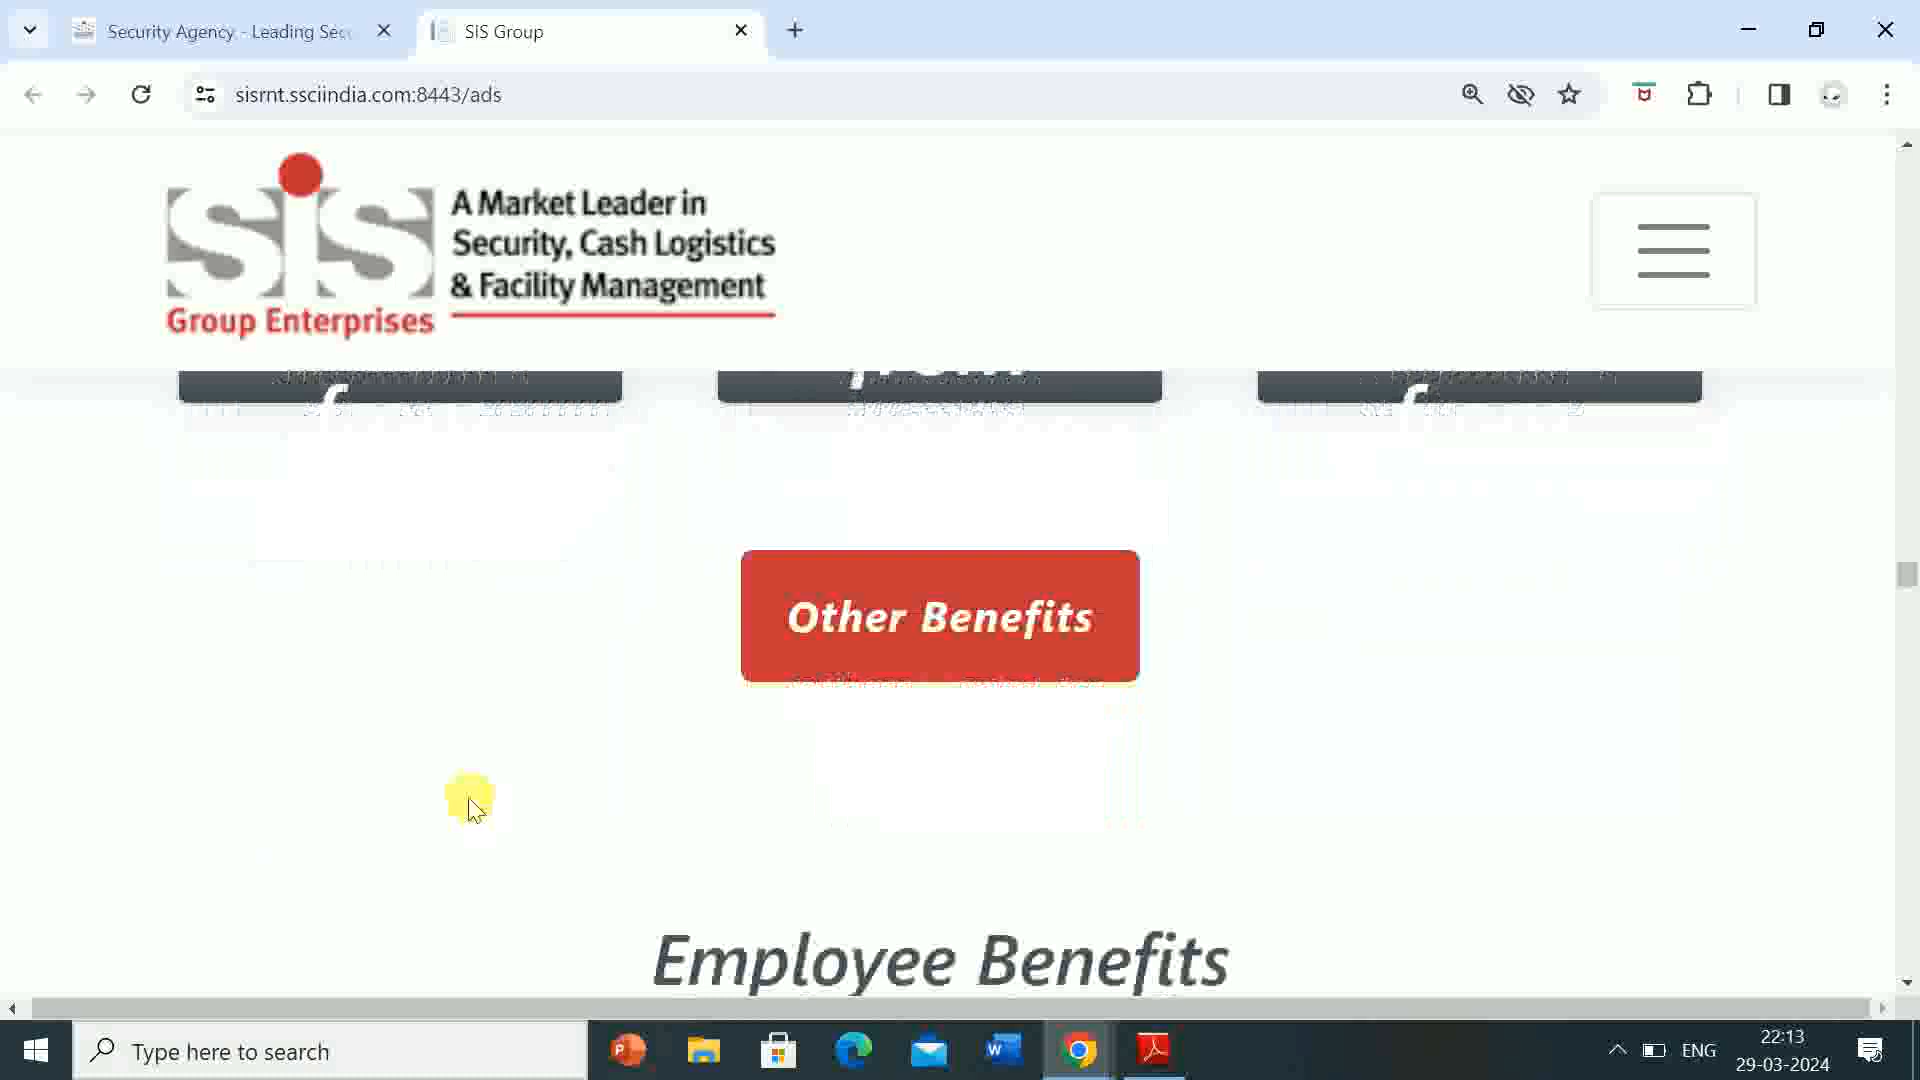 Security Agency - Leading Sec
SIS Group
sisrnt.ssciindia.com:8443/ads
sis
Group Enterprises
A Market Leader in
Security, Cash Logistics
& Facility Management
Other Benefits
Employee Benefits
Type here to search
ENG
22:13
29-03-2024